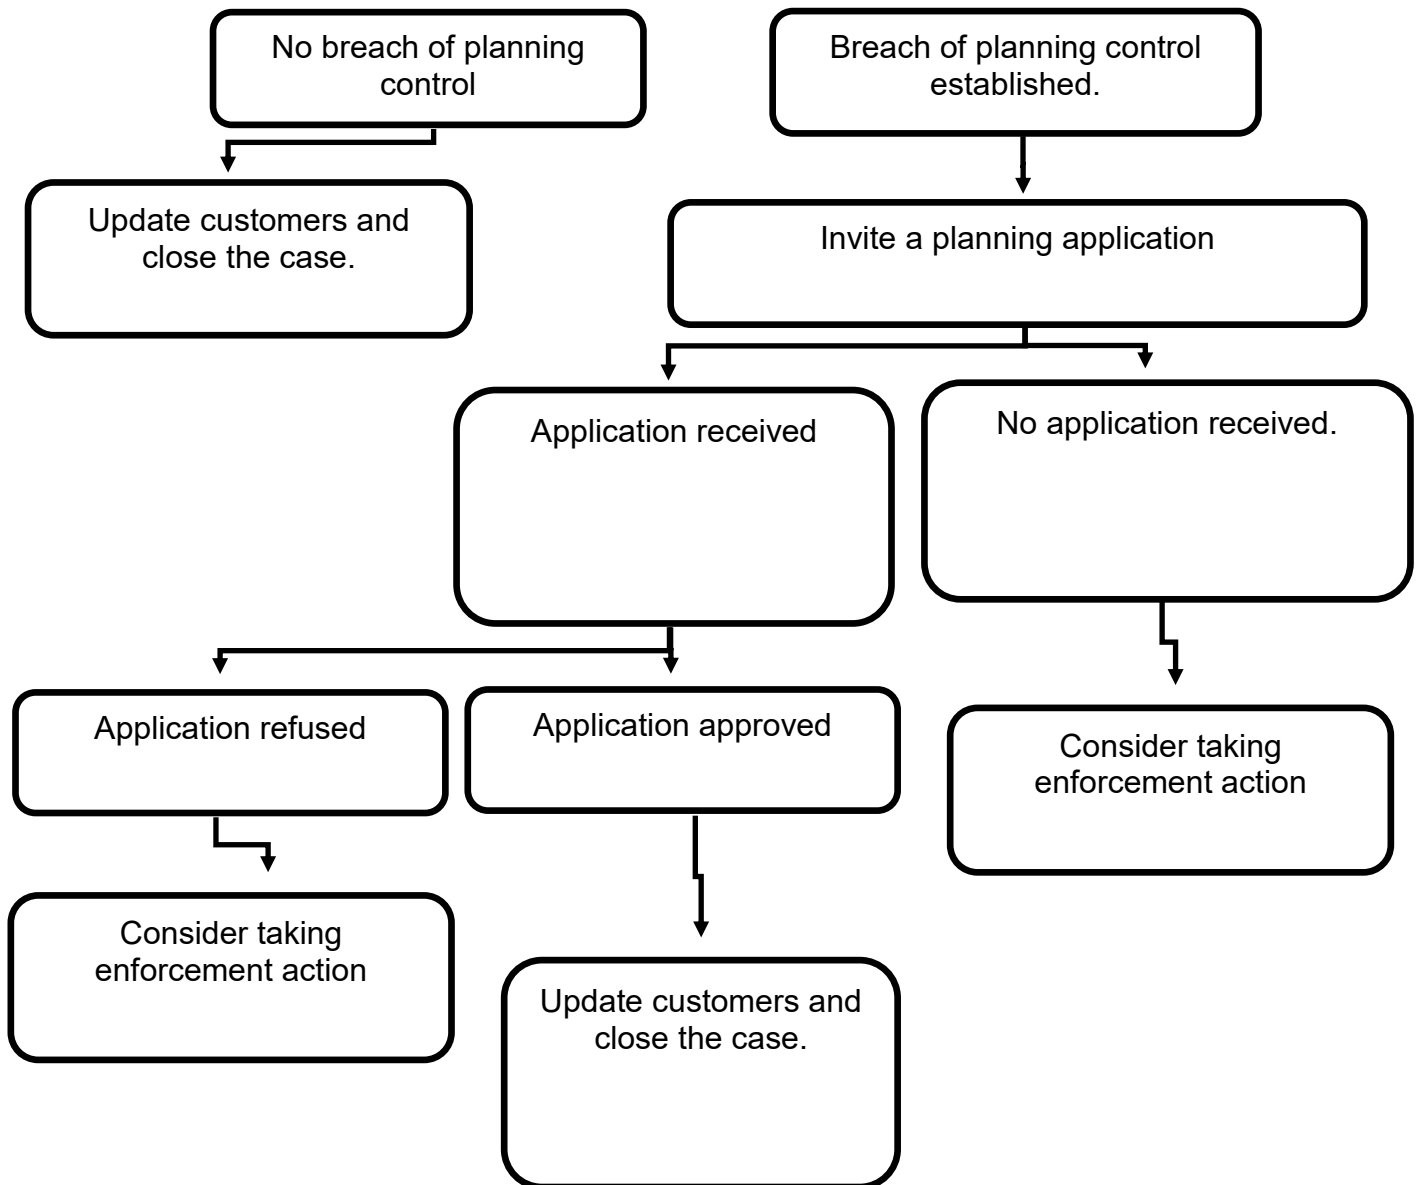 No breach of planning
control
Breach of planning control
established.
Update customers and
close the case.
Invite a planning application
Application received
No application received.
Application refused
Application approved
Consider taking
enforcement action
Consider taking
enforcement action
Update customers and
close the case.